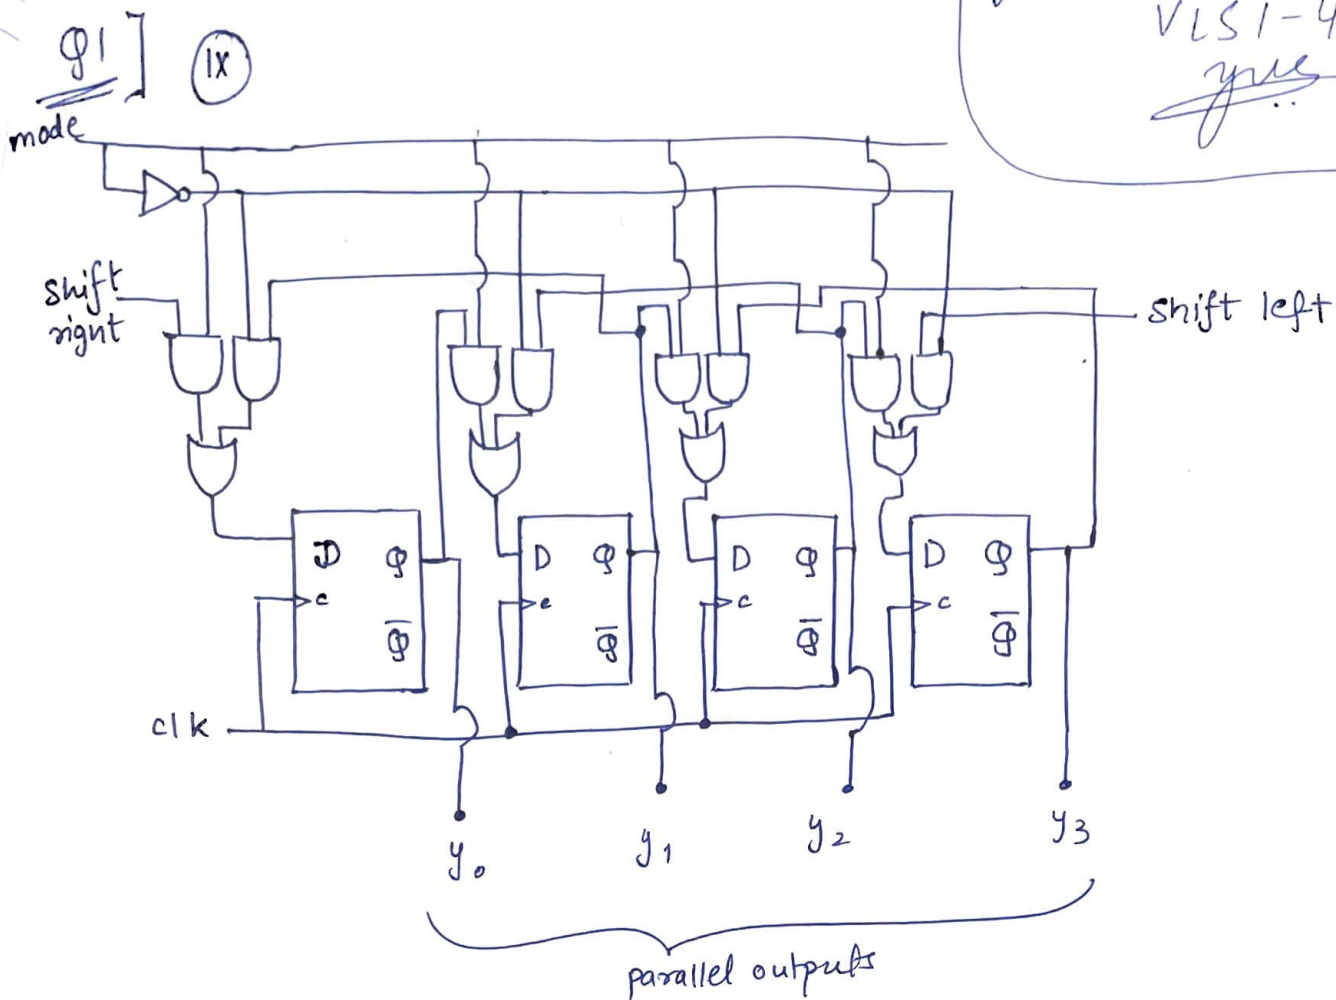 Q1]
IX
VLSI-4
mode
shift
right
shift left
D Q
c
Q̅
D Q
c
Q̅
D Q
c
Q̅
D Q
c
Q̅
clk
y0
y1
y2
y3
parallel outputs